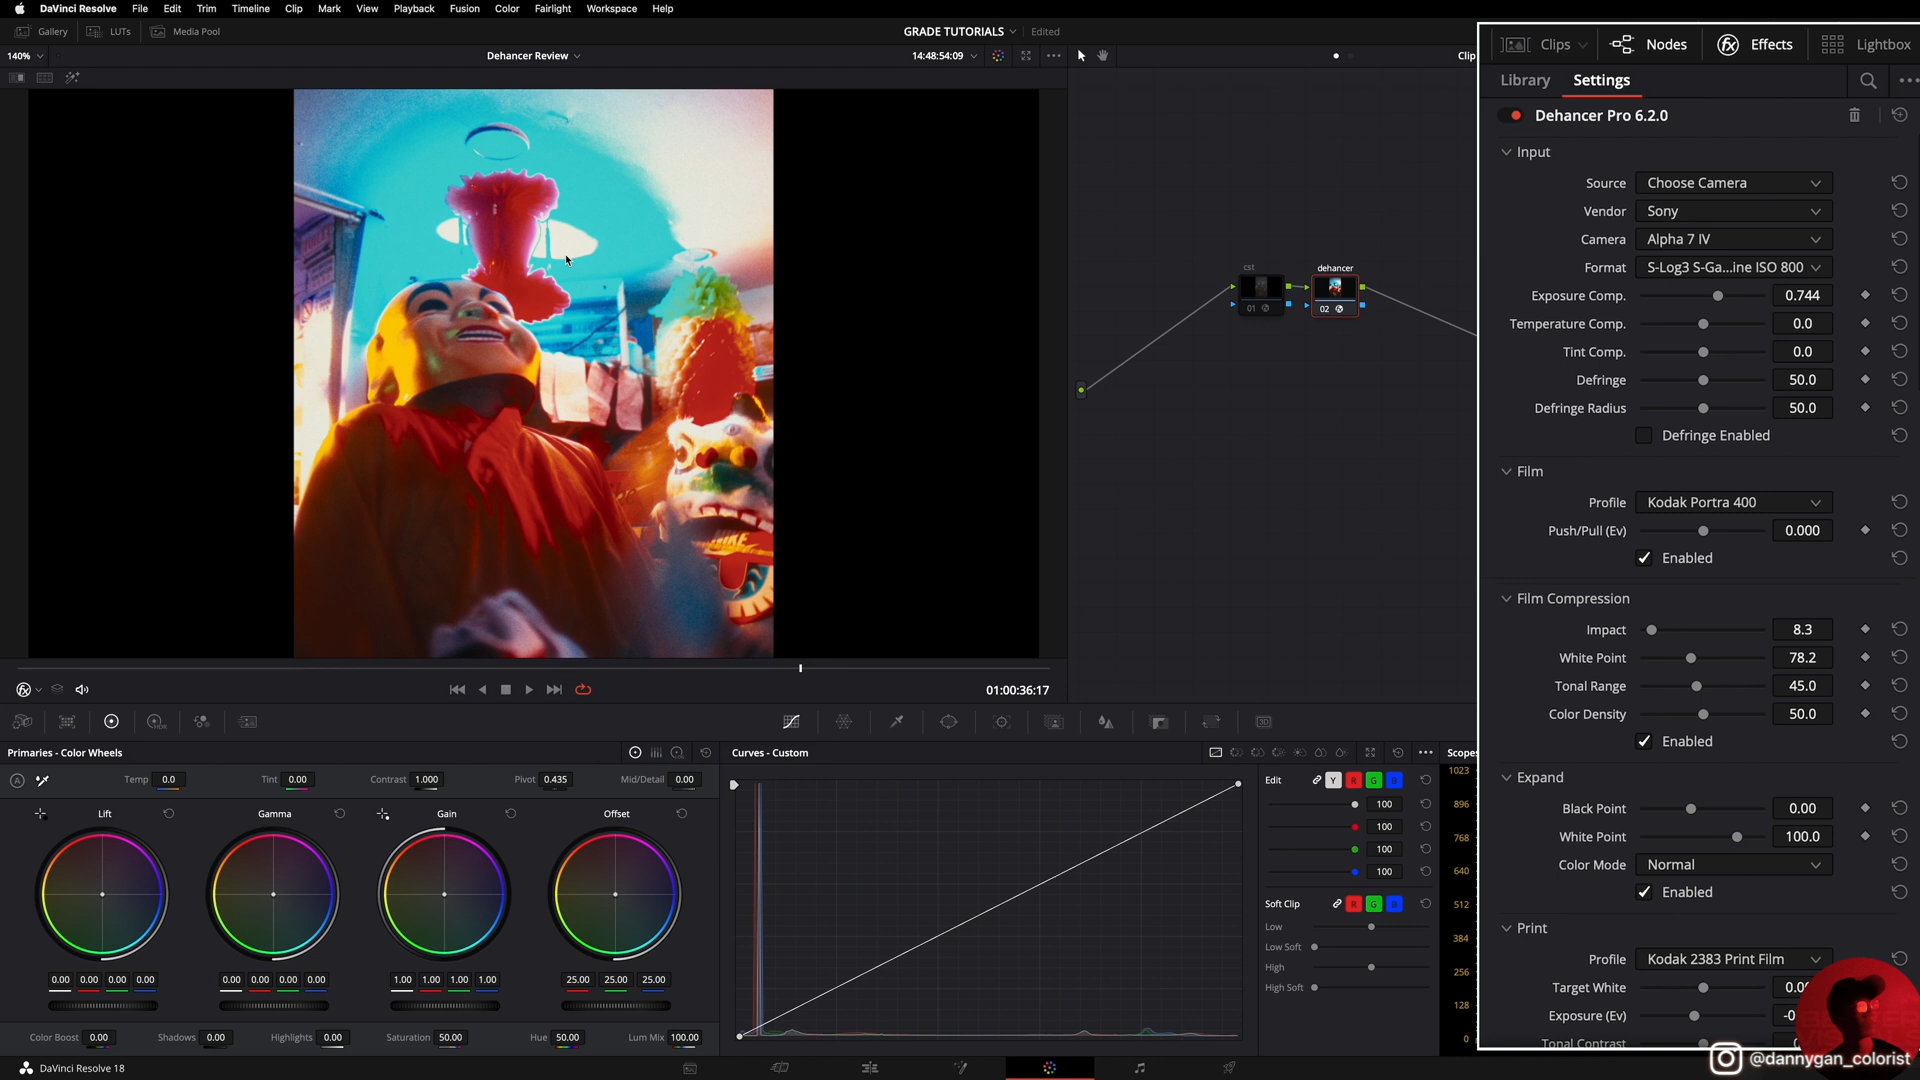 DaVinci Resolve File Edit Trim Timeline Clip Mark View Playback Fusion Color Fairlight Workspace Help
Gallery LUTs Media Pool GRADE TUTORIALS Edited
140% Dehancer Review 14:48:54:09 Clip
cst
01
dehancer
02
01:00:36:17
Primaries - Color Wheels
Temp 0.0 Tint 0.00 Contrast 1.000 Pivot 0.435 Mid/Detail 0.00
Lift Gamma Gain Offset
0.00 0.00 0.00 0.00 0.00 0.00 0.00 0.00 1.00 1.00 1.00 1.00 25.00 25.00 25.00
Color Boost 0.00 Shadows 0.00 Highlights 0.00 Saturation 50.00 Hue 50.00 Lum Mix 100.00
Curves - Custom
Edit Y R G B
100
100
100
100
Soft Clip R G B
Low
Low Soft
High
High Soft
Scopes
1023
896
768
640
512
384
256
128
0
Clips Nodes Effects Lightbox
Library Settings
Dehancer Pro 6.2.0
Input
Source Choose Camera
Vendor Sony
Camera Alpha 7 IV
Format S-Log3 S-Ga...ine ISO 800
Exposure Comp. 0.744
Temperature Comp. 0.0
Tint Comp. 0.0
Defringe 50.0
Defringe Radius 50.0
Defringe Enabled
Film
Profile Kodak Portra 400
Push/Pull (Ev) 0.000
Enabled
Film Compression
Impact 8.3
White Point 78.2
Tonal Range 45.0
Color Density 50.0
Enabled
Expand
Black Point 0.00
White Point 100.0
Color Mode Normal
Enabled
Print
Profile Kodak 2383 Print Film
Target White
Exposure (Ev)
Tonal Contrast
@dannygan_colorist
DaVinci Resolve 18